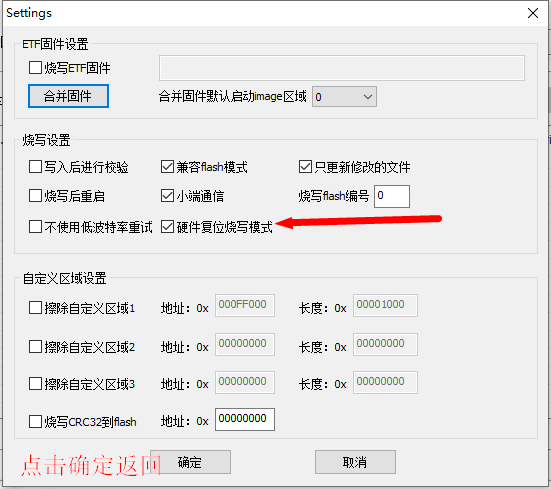 Settings
ETF固件设置
烧写ETF固件
合并固件 合并固件默认启动image区域 0
烧写设置
写入后进行校验 兼容flash模式 只更新修改的文件
烧写后重启 小端通信 烧写flash编号 0
不使用低波特率重试 硬件复位烧写模式
自定义区域设置
擦除自定义区域1 地址：0x 000FF000 长度：0x 00001000
擦除自定义区域2 地址：0x 00000000 长度：0x 00000000
擦除自定义区域3 地址：0x 00000000 长度：0x 00000000
烧写CRC32到flash 地址：0x 00000000
点击确定返回 确定 取消